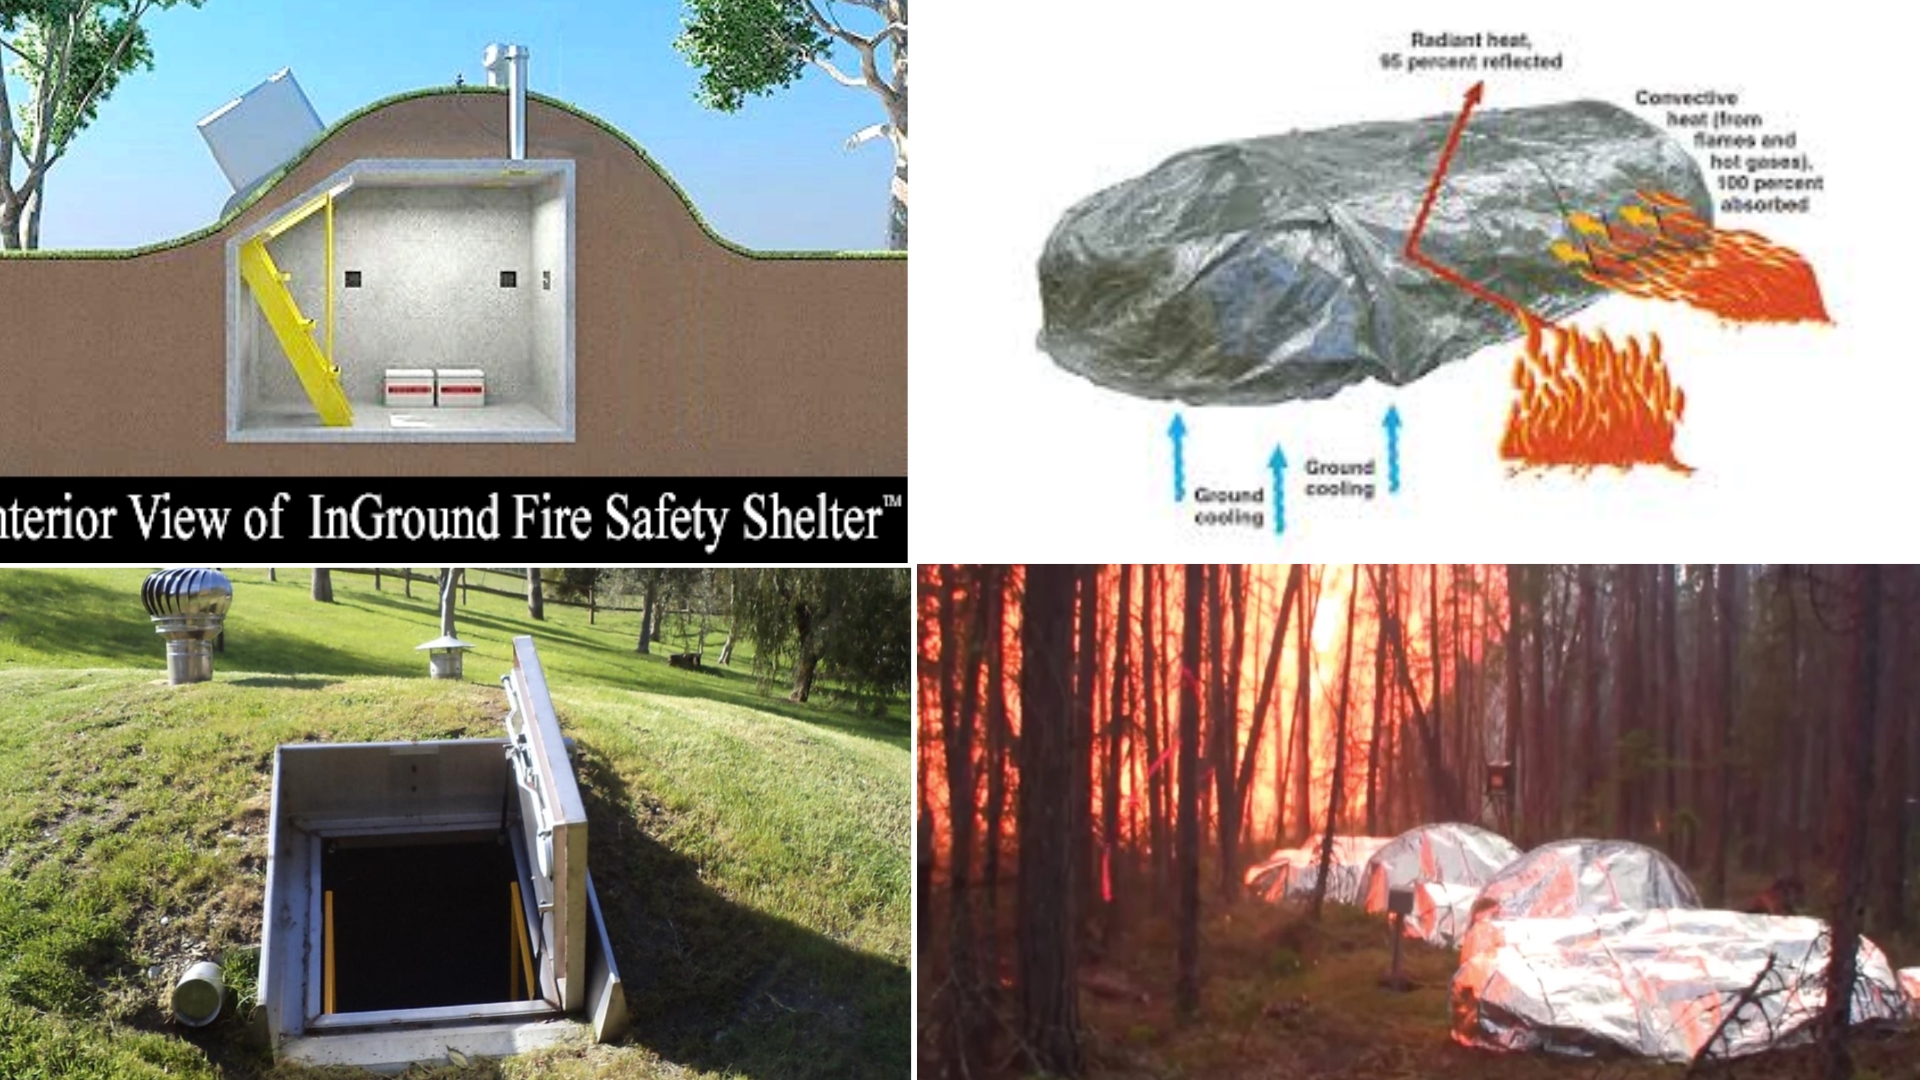 nterior View of InGround Fire Safety Shelter™
Radiant heat,
95 percent reflected
Convective
heat (from
flames and
hot gases),
100 percent
absorbed
Ground
cooling
Ground
cooling